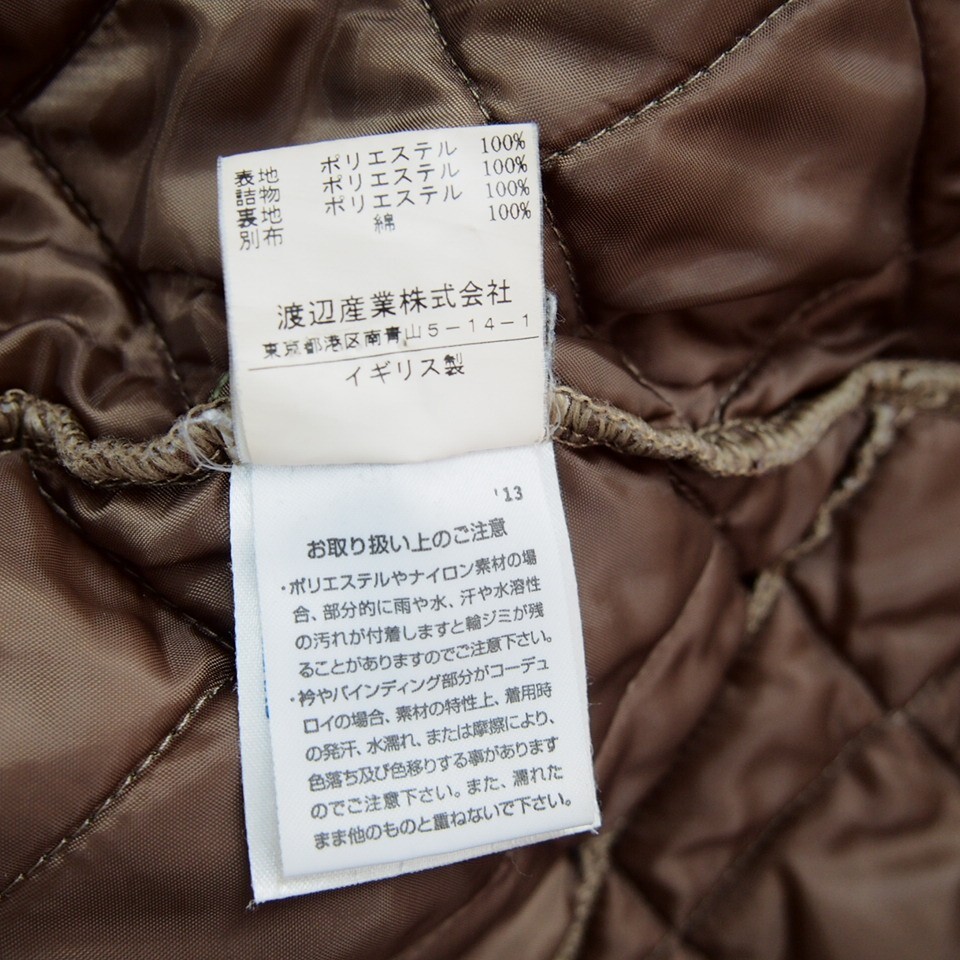 表地 ポリエステル 100%
詰物 ポリエステル 100%
裏地 ポリエステル 100%
別布 綿 100%
渡辺産業株式会社
東京都港区南青山5-14-1
イギリス製
'13
お取り扱い上のご注意
・ポリエステルやナイロン素材の場
合、部分的に雨や水、汗や水溶性
の汚れが付着しますと輪ジミが残
ることがありますのでご注意下さい。
・衿やバインディング部分がコーデュ
ロイの場合、素材の特性上、着用時
の発汗、水濡れ、または摩擦により、
色落ち及び色移りする事があります
のでご注意下さい。また、濡れた
まま他のものと重ねないで下さい。